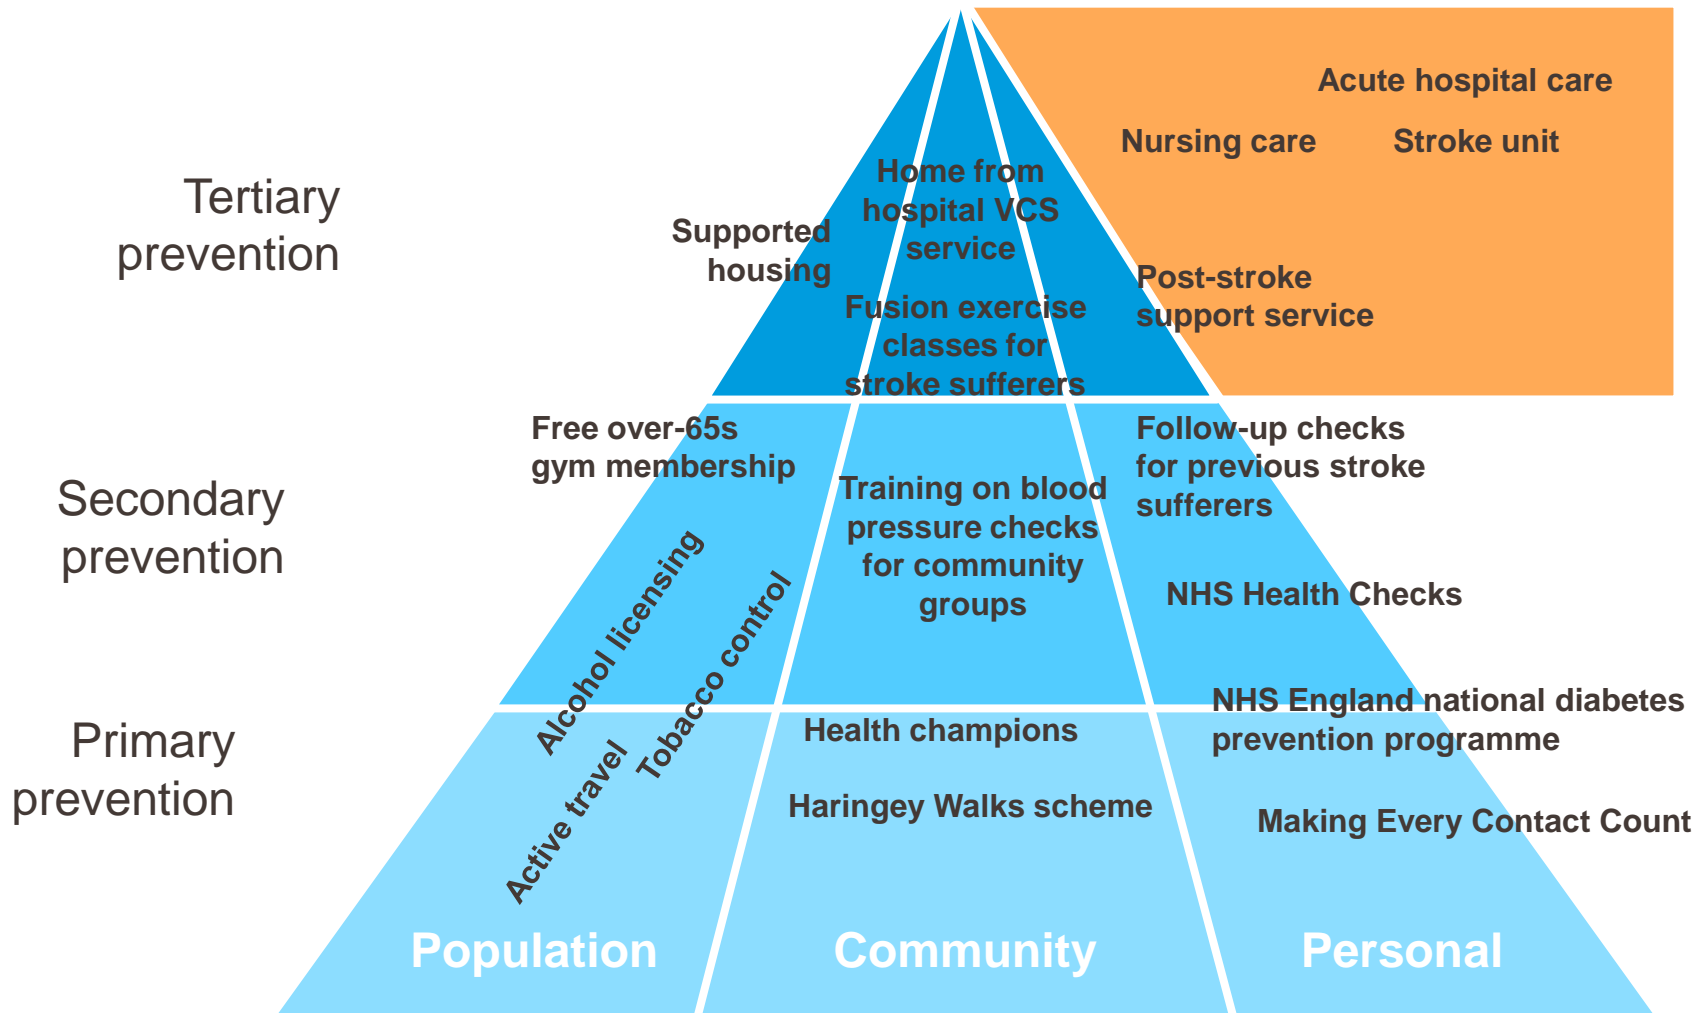 Acute hospital care
Nursing care
Stroke unit
Tertiary
prevention
Supported
housing
Home from
hospital VCS
service
Fusion exercise
classes for
stroke sufferers
Post-stroke
support service
Secondary
prevention
Free over-65s
gym membership
Training on blood
pressure checks
for community
groups
Follow-up checks
for previous stroke
sufferers
NHS Health Checks
Alcohol licensing
Tobacco control
Primary
prevention
Active travel
Health champions
Haringey Walks scheme
NHS England national diabetes
prevention programme
Making Every Contact Count
Population
Community
Personal